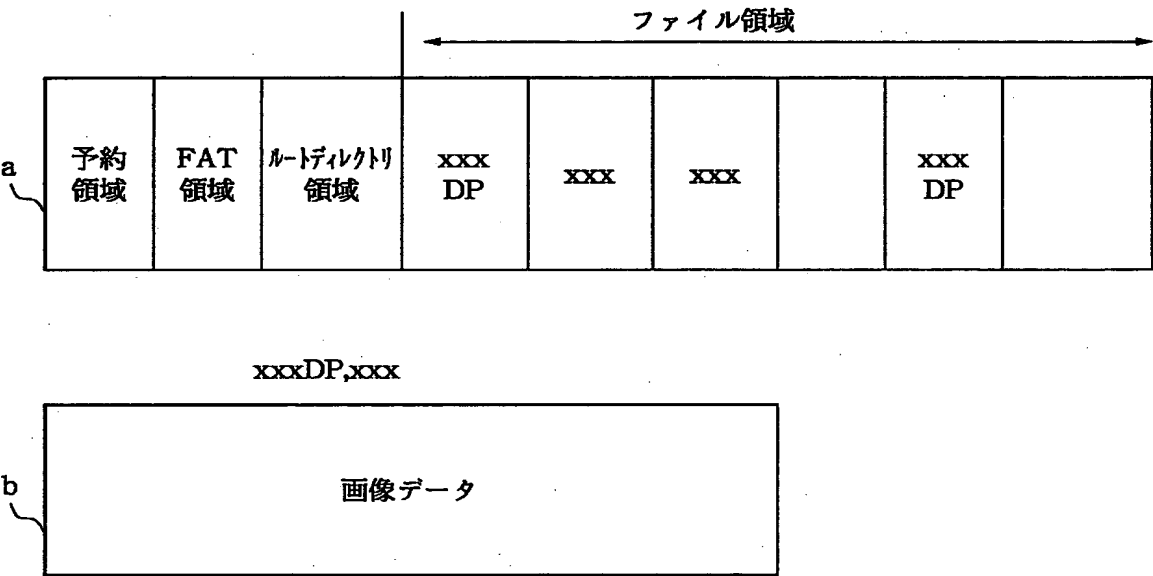 ファイル領域
a
予約
領域
FAT
領域
ルートディレクトリ
領域
xxx
DP
xxx
xxx
xxx
DP
xxxDP,xxx
b
画像データ